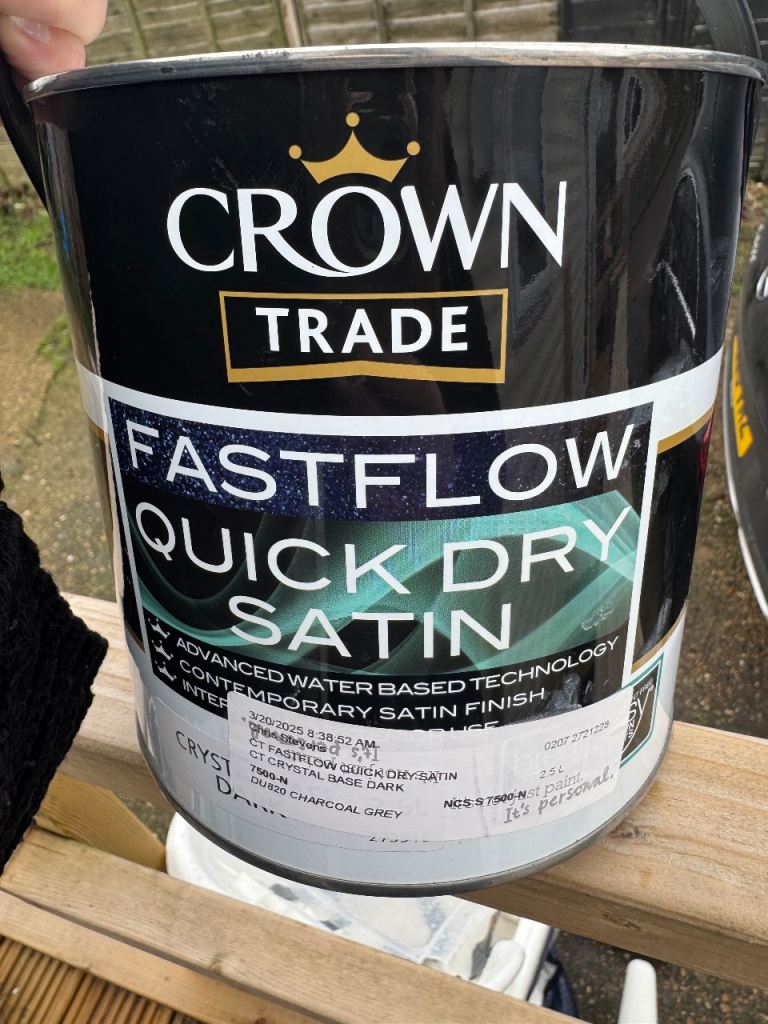 CROWN
TRADE
FASTFLOW
QUICK DRY
SATIN
ADVANCED WATER BASED TECHNOLOGY
CONTEMPORARY SATIN FINISH
3/20/2025 8:38:52 AM
Chris Stevens
0207 2721228
CT FASTFLOW QUICK DRY SATIN
CT CRYSTAL BASE DARK
2.5 L
7500-N
NCS S 7500-N
DU820 CHARCOAL GREY
It's personal.